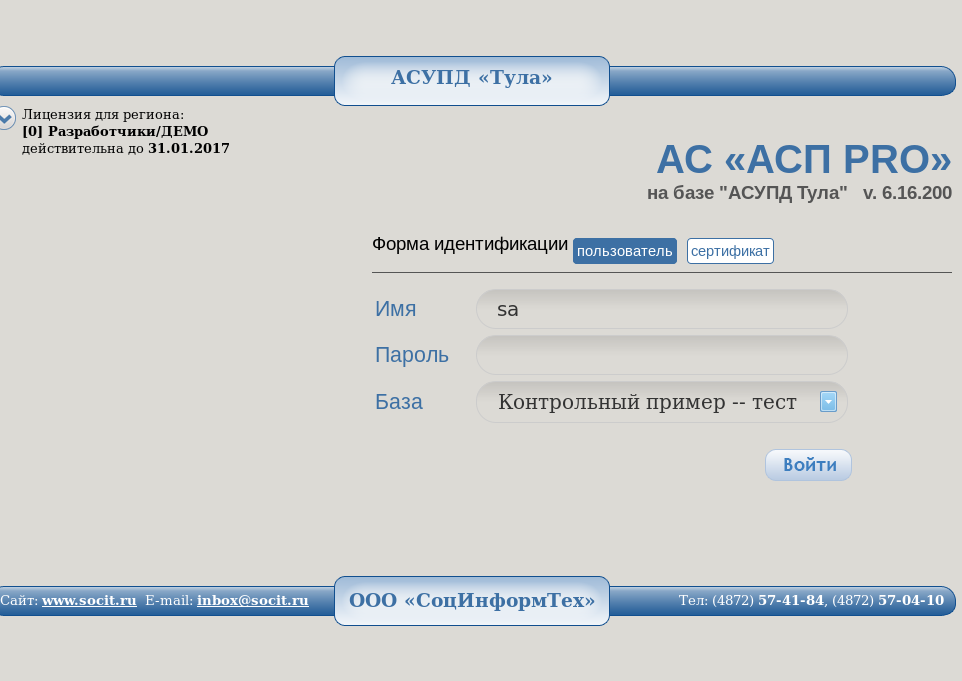 АСУПД «Тула»
Лицензия для региона:
[0] Разработчики/ДЕМО
действительна до 31.01.2017
АС «АСП PRO»
на базе "АСУПД Тула" v. 6.16.200
Форма идентификации пользователь сертификат
Имя sa
Пароль
База Контрольный пример -- тест
Войти
Сайт: www.socit.ru E-mail: inbox@socit.ru ООО «СоцИнформТех» Тел: (4872) 57-41-84, (4872) 57-04-10